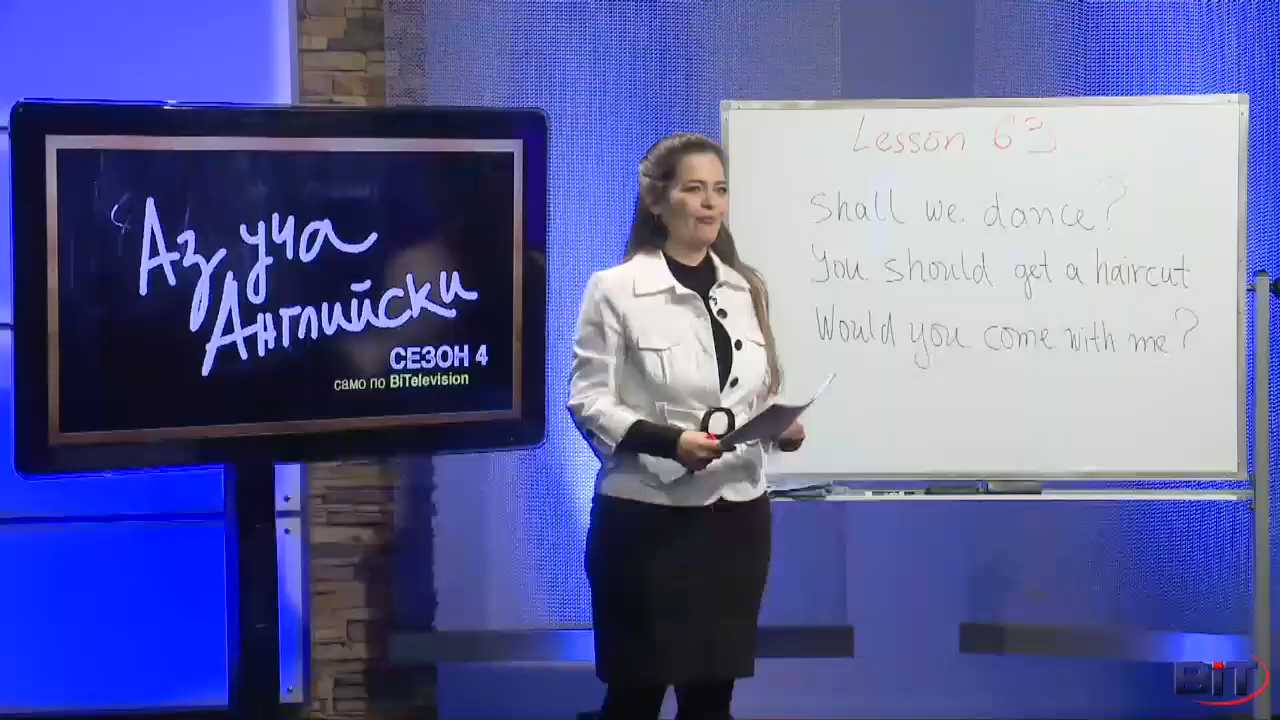 Аз уча
Английски
СЕЗОН 4
само по BiTelevision
Lesson 63
Shall we dance?
You should get a haircut
Would you come with me?
BiT